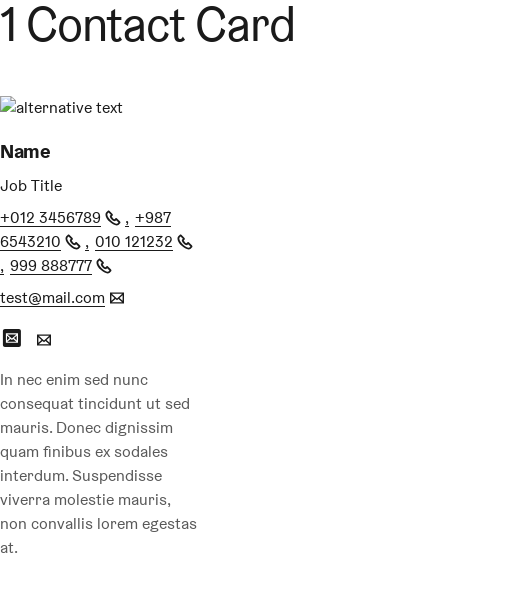 1 Contact Card
alternative text
Name
Job Title
+012 3456789 , +987
6543210 , 010 121232
, 999 888777
test@mail.com
In nec enim sed nunc
consequat tincidunt ut sed
mauris. Donec dignissim
quam finibus ex sodales
interdum. Suspendisse
viverra molestie mauris,
non convallis lorem egestas
at.